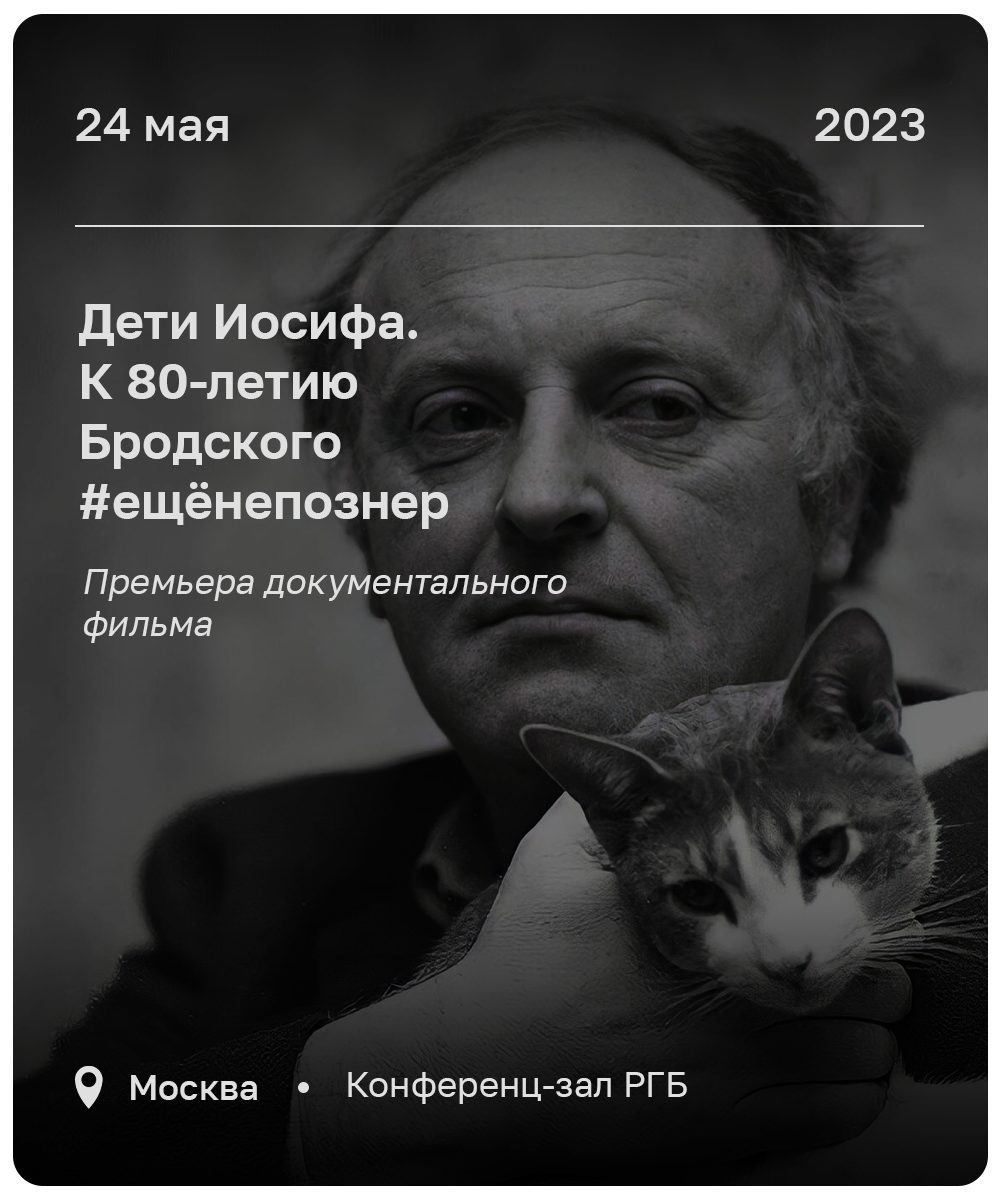 24 мая
2023
Дети Иосифа.
К 80-летию
Бродского
#ещёнепознер
Премьера документального
фильма
Москва • Конференц-зал РГБ